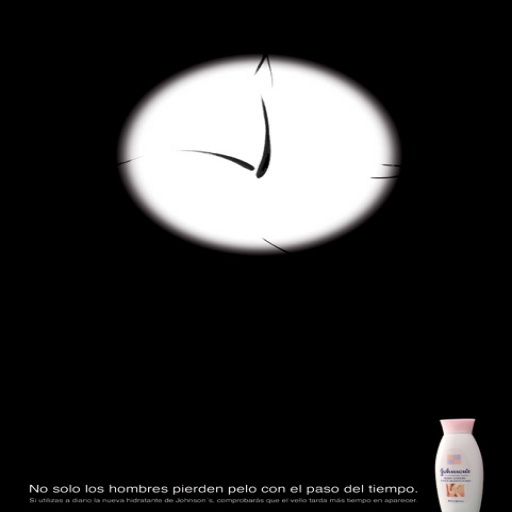 No solo los hombres pierden pelo con el paso del tiempo.
Si utilizas a diario la nueva hidratante de Johnson´s, comprobarás que el vello tarda más tiempo en aparecer.
Johnson's